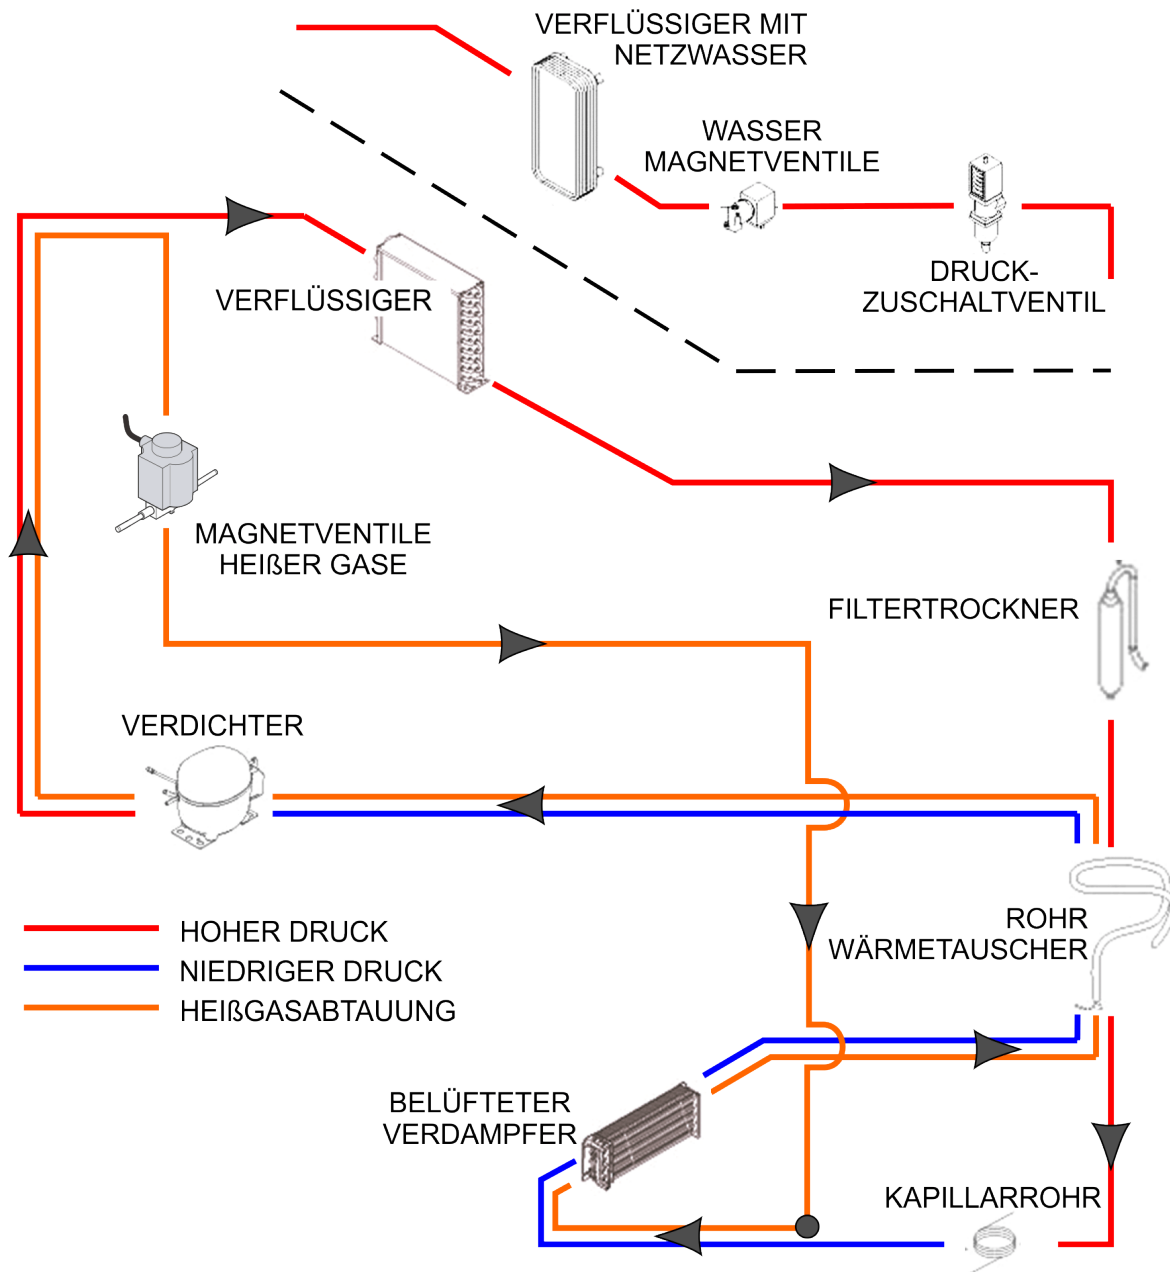 VERFLÜSSIGER MIT
NETZWASSER
WASSER
MAGNETVENTILE
DRUCK-
ZUSCHALTVENTIL
VERFLÜSSIGER
MAGNETVENTILE
HEIßER GASE
FILTERTROCKNER
VERDICHTER
ROHR
WÄRMETAUSCHER
HOHER DRUCK
NIEDRIGER DRUCK
HEIßGASABTAUUNG
BELÜFTETER
VERDAMPFER
KAPILLARROHR